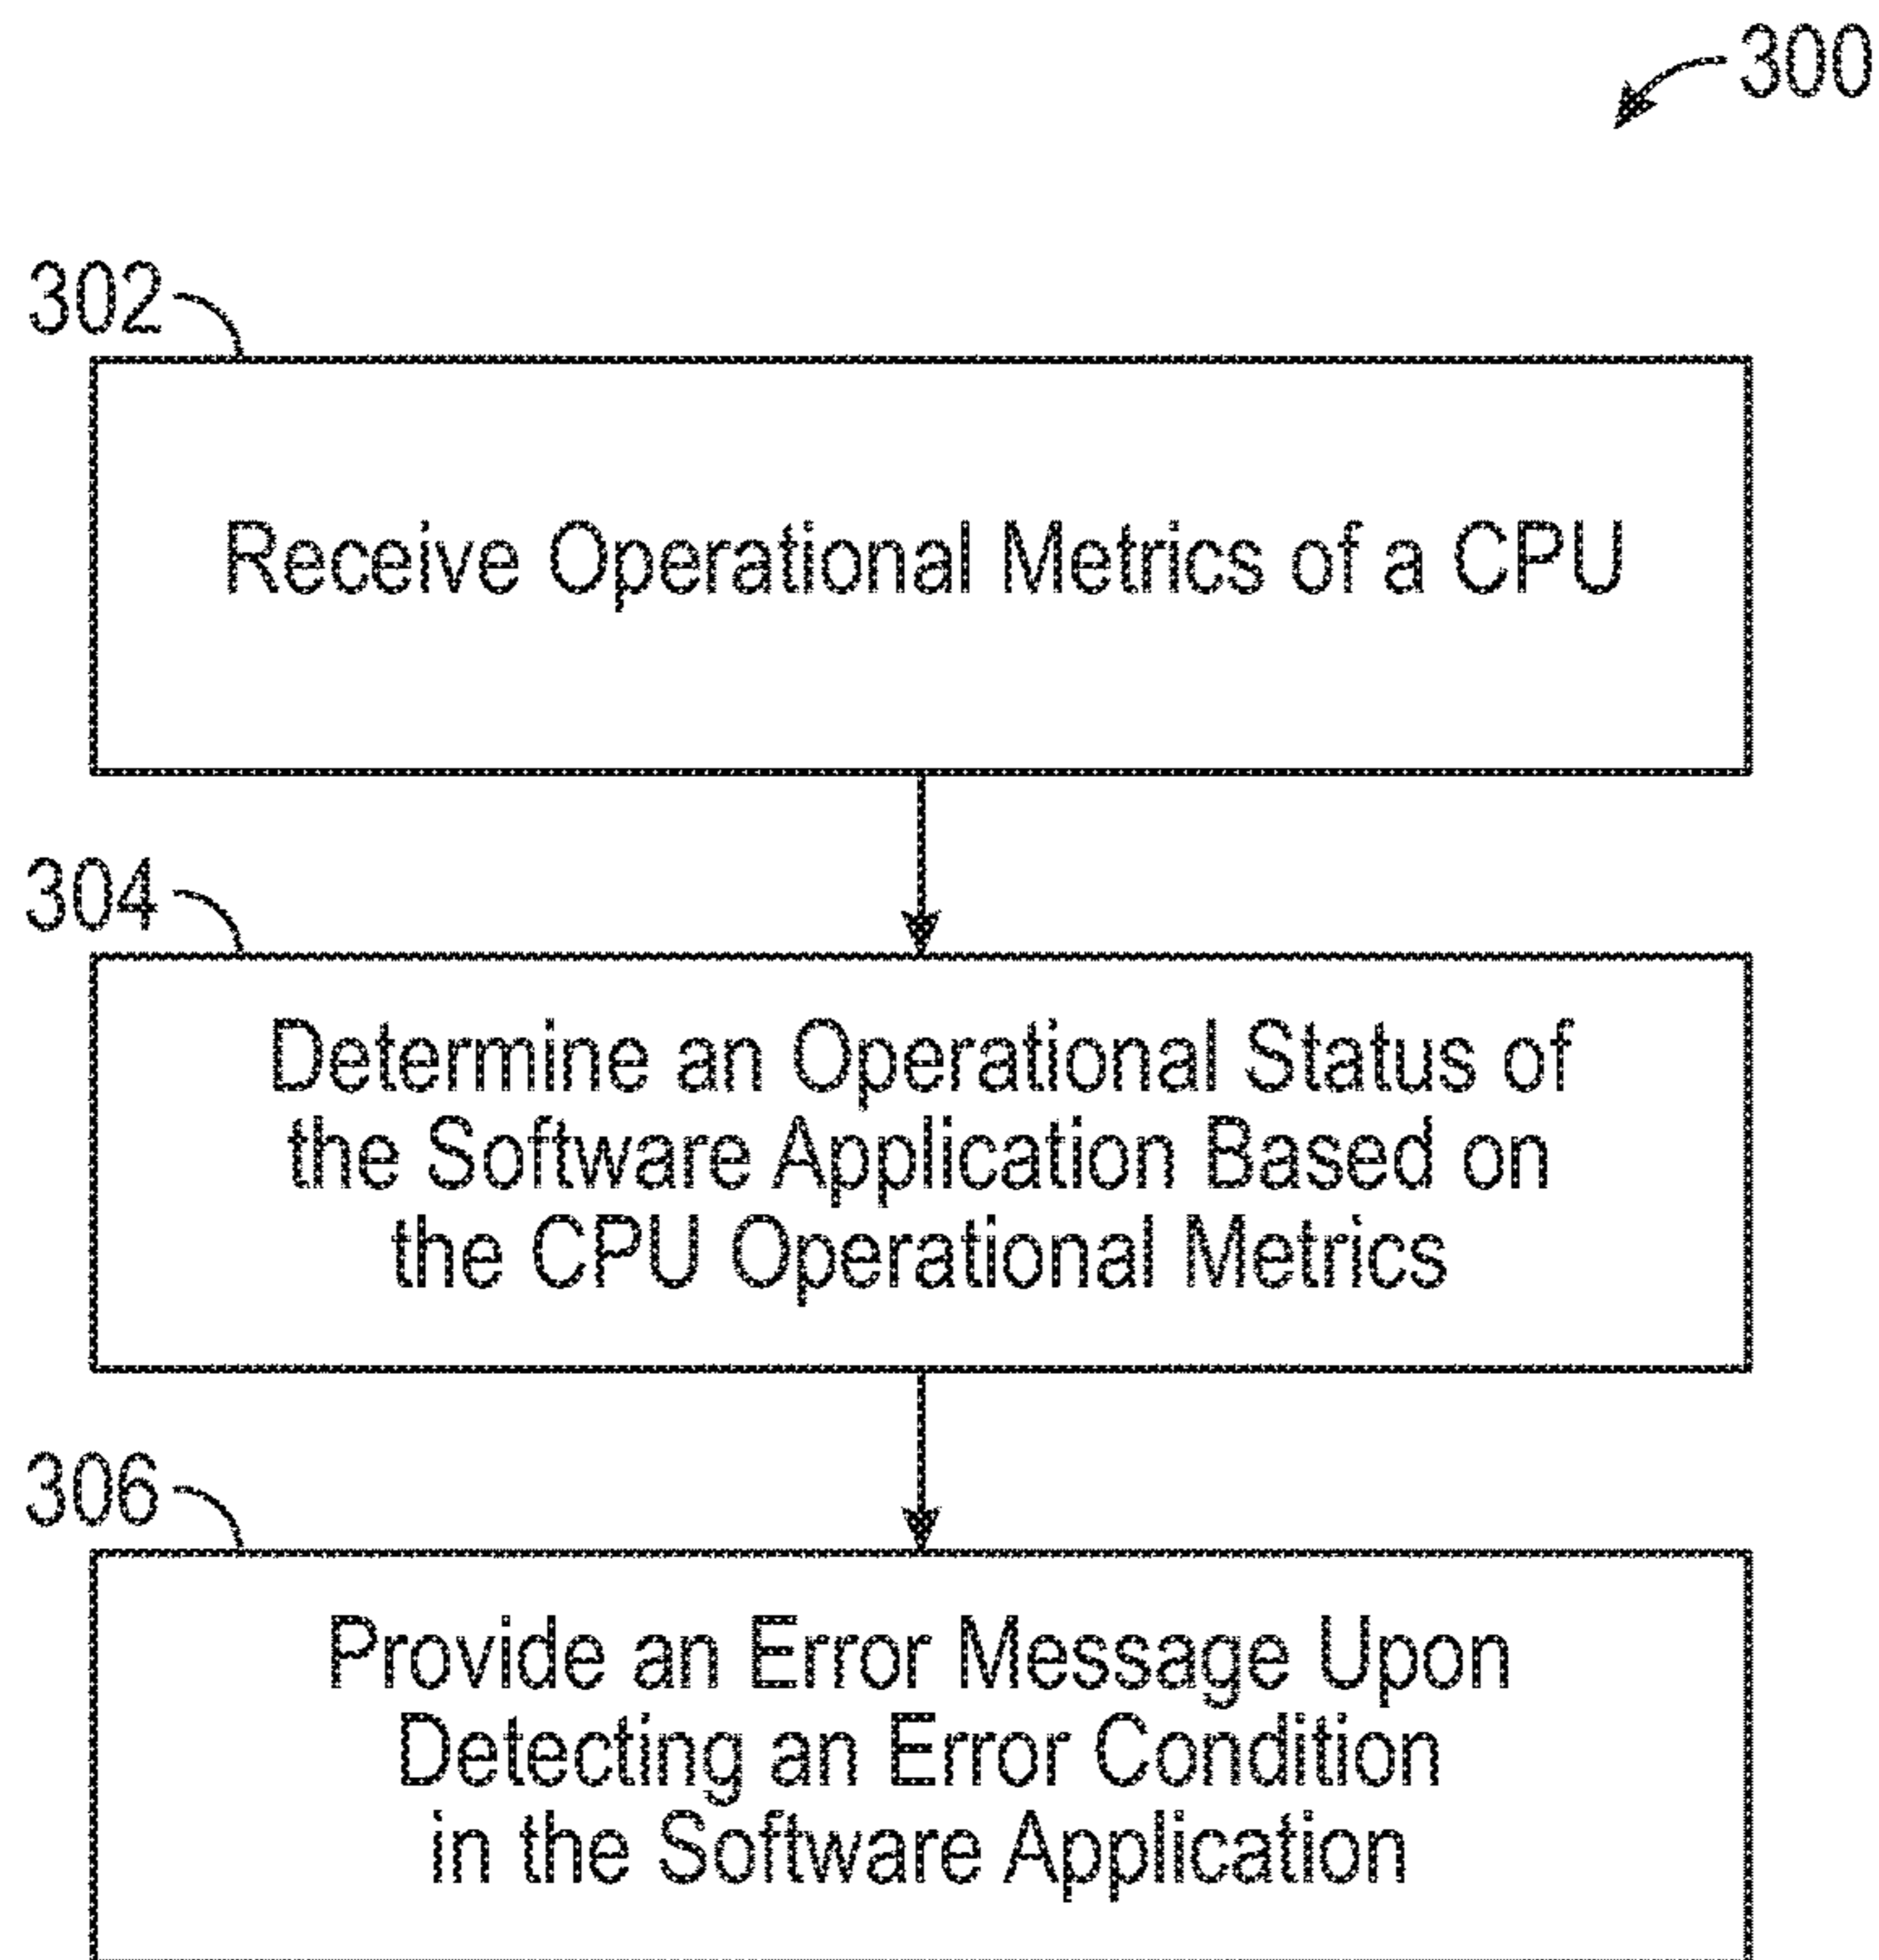 300
302
Receive Operational Metrics of a CPU
304
Determine an Operational Status of
the Software Application Based on
the CPU Operational Metrics
306
Provide an Error Message Upon
Detecting an Error Condition
in the Software Application